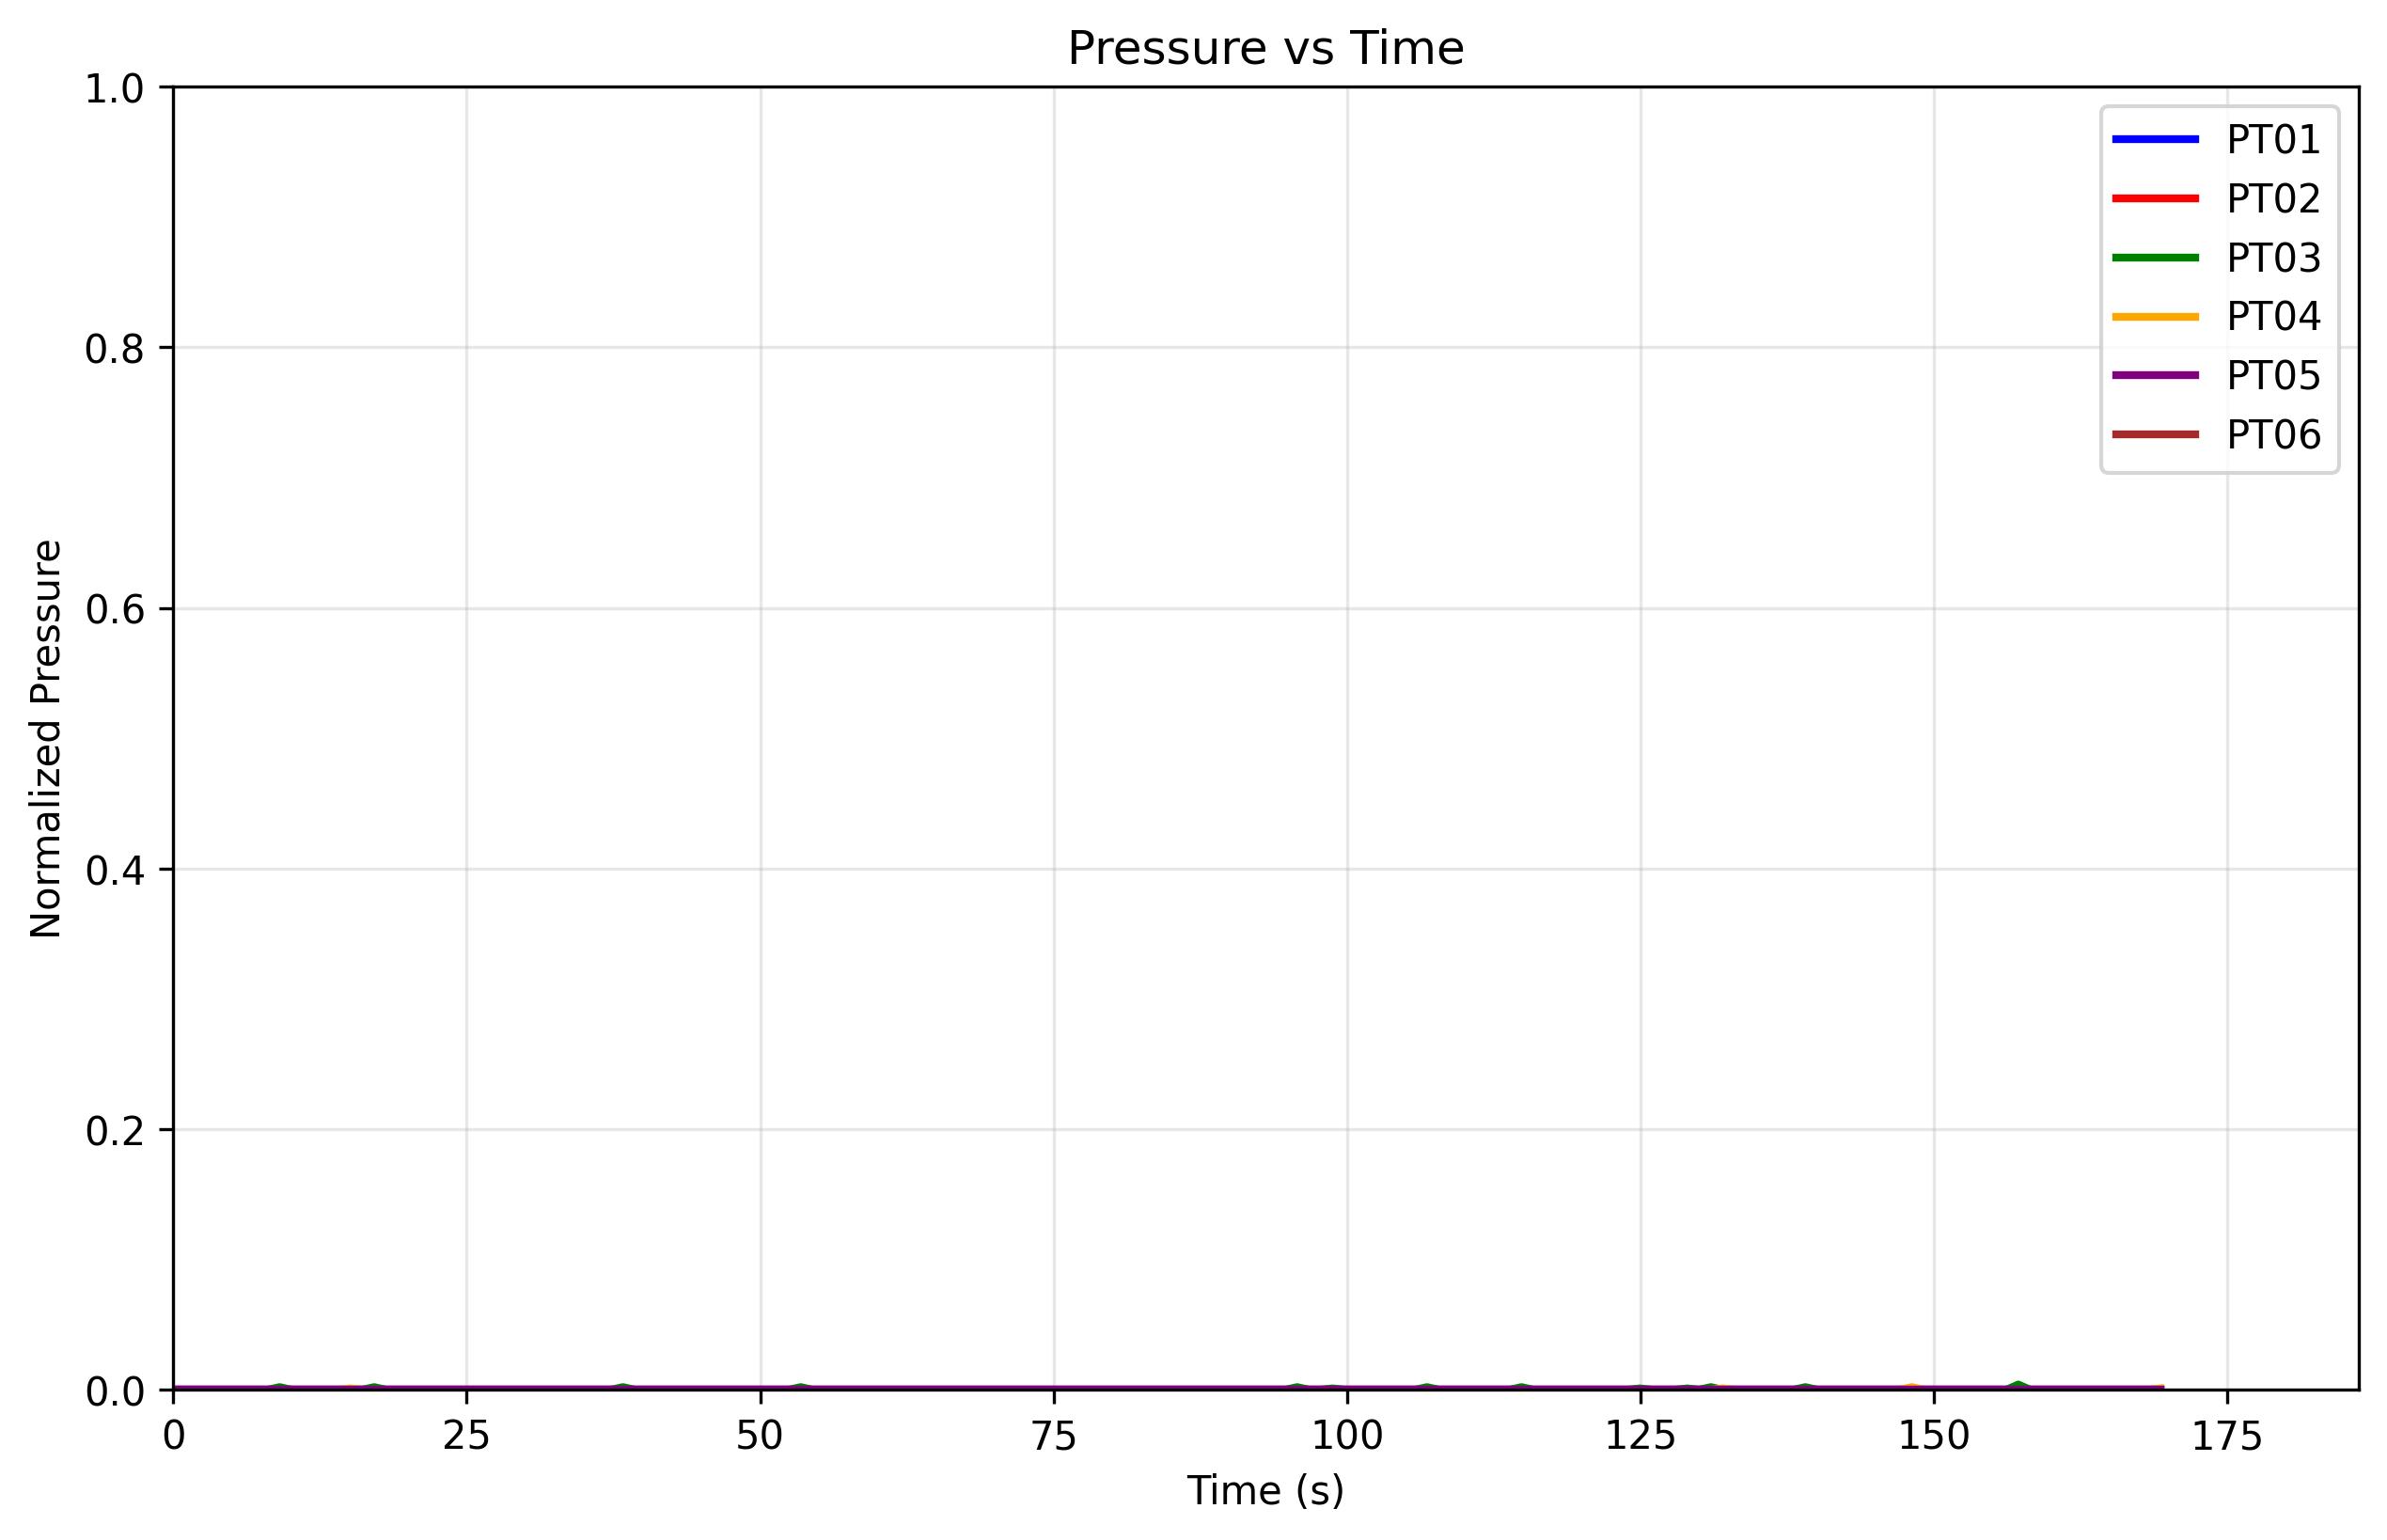 Pressure vs Time
1.0
0.8
0.6
0.4
0.2
0.0
Normalized Pressure
PT01
PT02
PT03
PT04
PT05
PT06
0 25 50 75 100 125 150 175
Time (s)